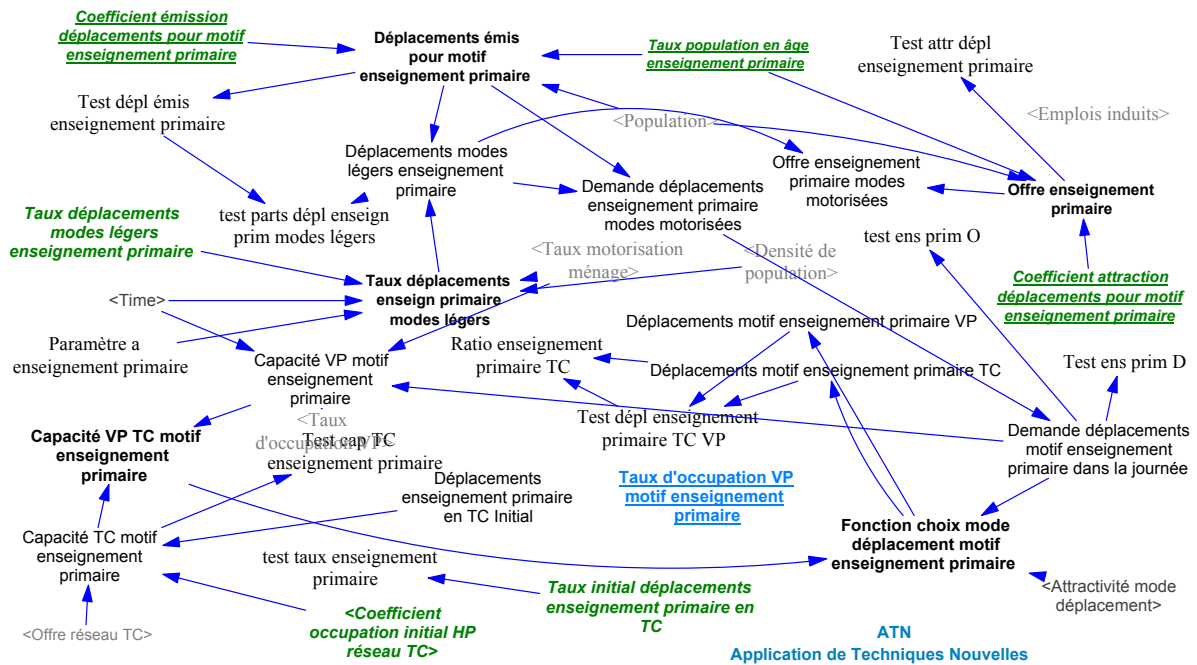 Coefficient émission
déplacements pour motif
enseignement primaire
Déplacements émis
pour motif
enseignement primaire
Taux population en âge
enseignement primaire
Test attr dépl
enseignement primaire
Test dépl émis
enseignement primaire
<Population>
<Emplois induits>
Déplacements modes
légers enseignement
primaire
Offre enseignement
primaire modes
motorisées
Demande déplacements
enseignement primaire
modes motorisées
Offre enseignement
primaire
Taux déplacements
modes légers
enseignement primaire
test parts dépl enseign
prim modes légers
<Taux motorisation
ménage>
<Densité de
population>
test ens prim O
Coefficient attraction
déplacements pour motif
enseignement primaire
<Time>
Taux déplacements
enseign primaire
modes légers
Paramètre a
enseignement primaire
Capacité VP motif
enseignement
primaire
Ratio enseignement
primaire TC
Déplacements motif enseignement primaire VP
Déplacements motif enseignement primaire TC
Test ens prim D
<Taux
d'occupation VP>
Test cap TC
enseignement primaire
Test dépl enseignement
primaire TC VP
Capacité VP TC motif
enseignement
primaire
Demande déplacements
motif enseignement
primaire dans la journée
Déplacements
enseignement primaire
en TC Initial
Taux d'occupation VP
motif enseignement
primaire
Fonction choix mode
déplacement motif
enseignement primaire
Capacité TC motif
enseignement
primaire
test taux enseignement
primaire
Taux initial déplacements
enseignement primaire en
TC
<Attractivité mode
déplacement>
<Offre réseau TC>
<Coefficient
occupation initial HP
réseau TC>
ATN
Application de Techniques Nouvelles